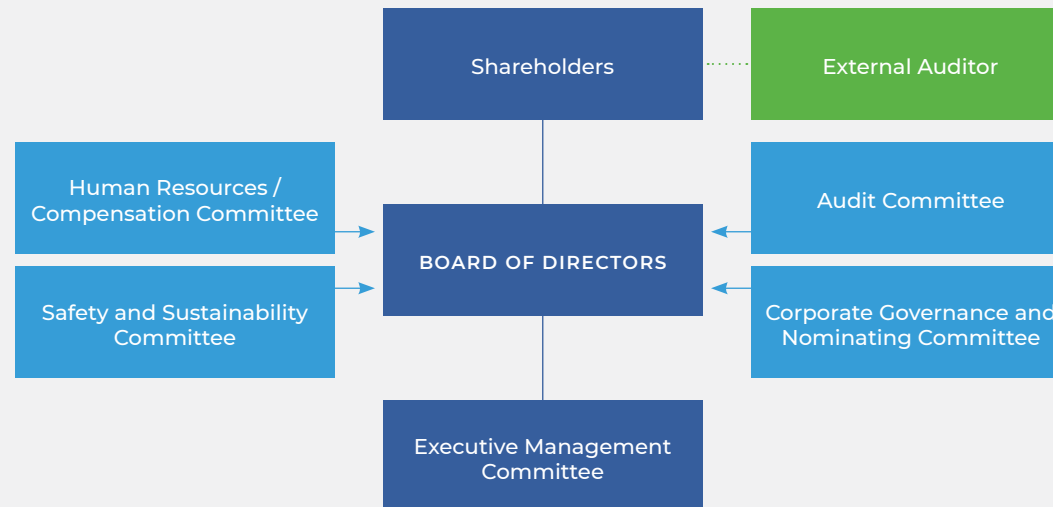 Shareholders
External Auditor
Human Resources /
Compensation Committee
Audit Committee
BOARD OF DIRECTORS
Safety and Sustainability
Committee
Corporate Governance and
Nominating Committee
Executive Management
Committee